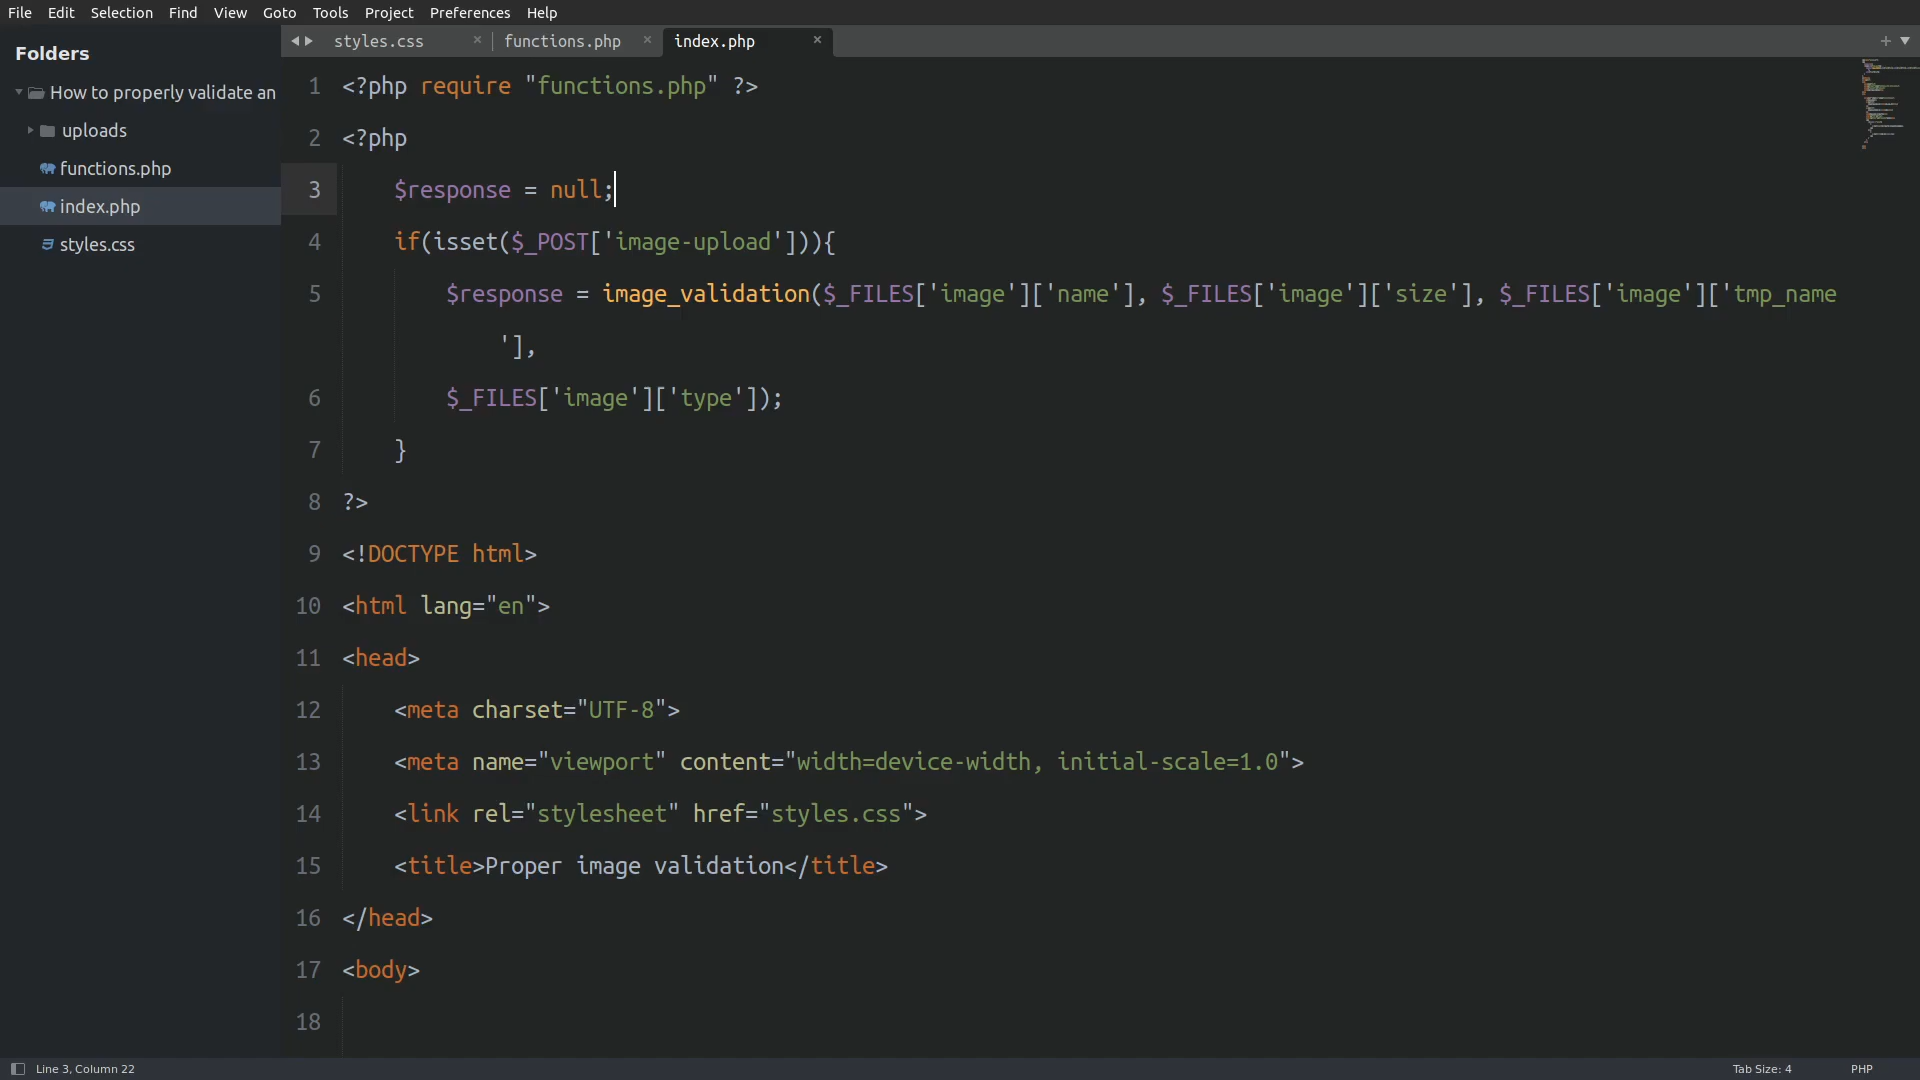 File Edit Selection Find View Goto Tools Project Preferences Help
Folders
How to properly validate an
uploads
functions.php
index.php
styles.css
styles.css × functions.php × index.php × +
1 <?php require "functions.php" ?>
2 <?php
3 $response = null;
4 if(isset($_POST['image-upload'])){
5 $response = image_validation($_FILES['image']['name'], $_FILES['image']['size'], $_FILES['image']['tmp_name
'],
6 $_FILES['image']['type']);
7 }
8 ?>
9 <!DOCTYPE html>
10 <html lang="en">
11 <head>
12 <meta charset="UTF-8">
13 <meta name="viewport" content="width=device-width, initial-scale=1.0">
14 <link rel="stylesheet" href="styles.css">
15 <title>Proper image validation</title>
16 </head>
17 <body>
18
Line 3, Column 22 Tab Size: 4 PHP